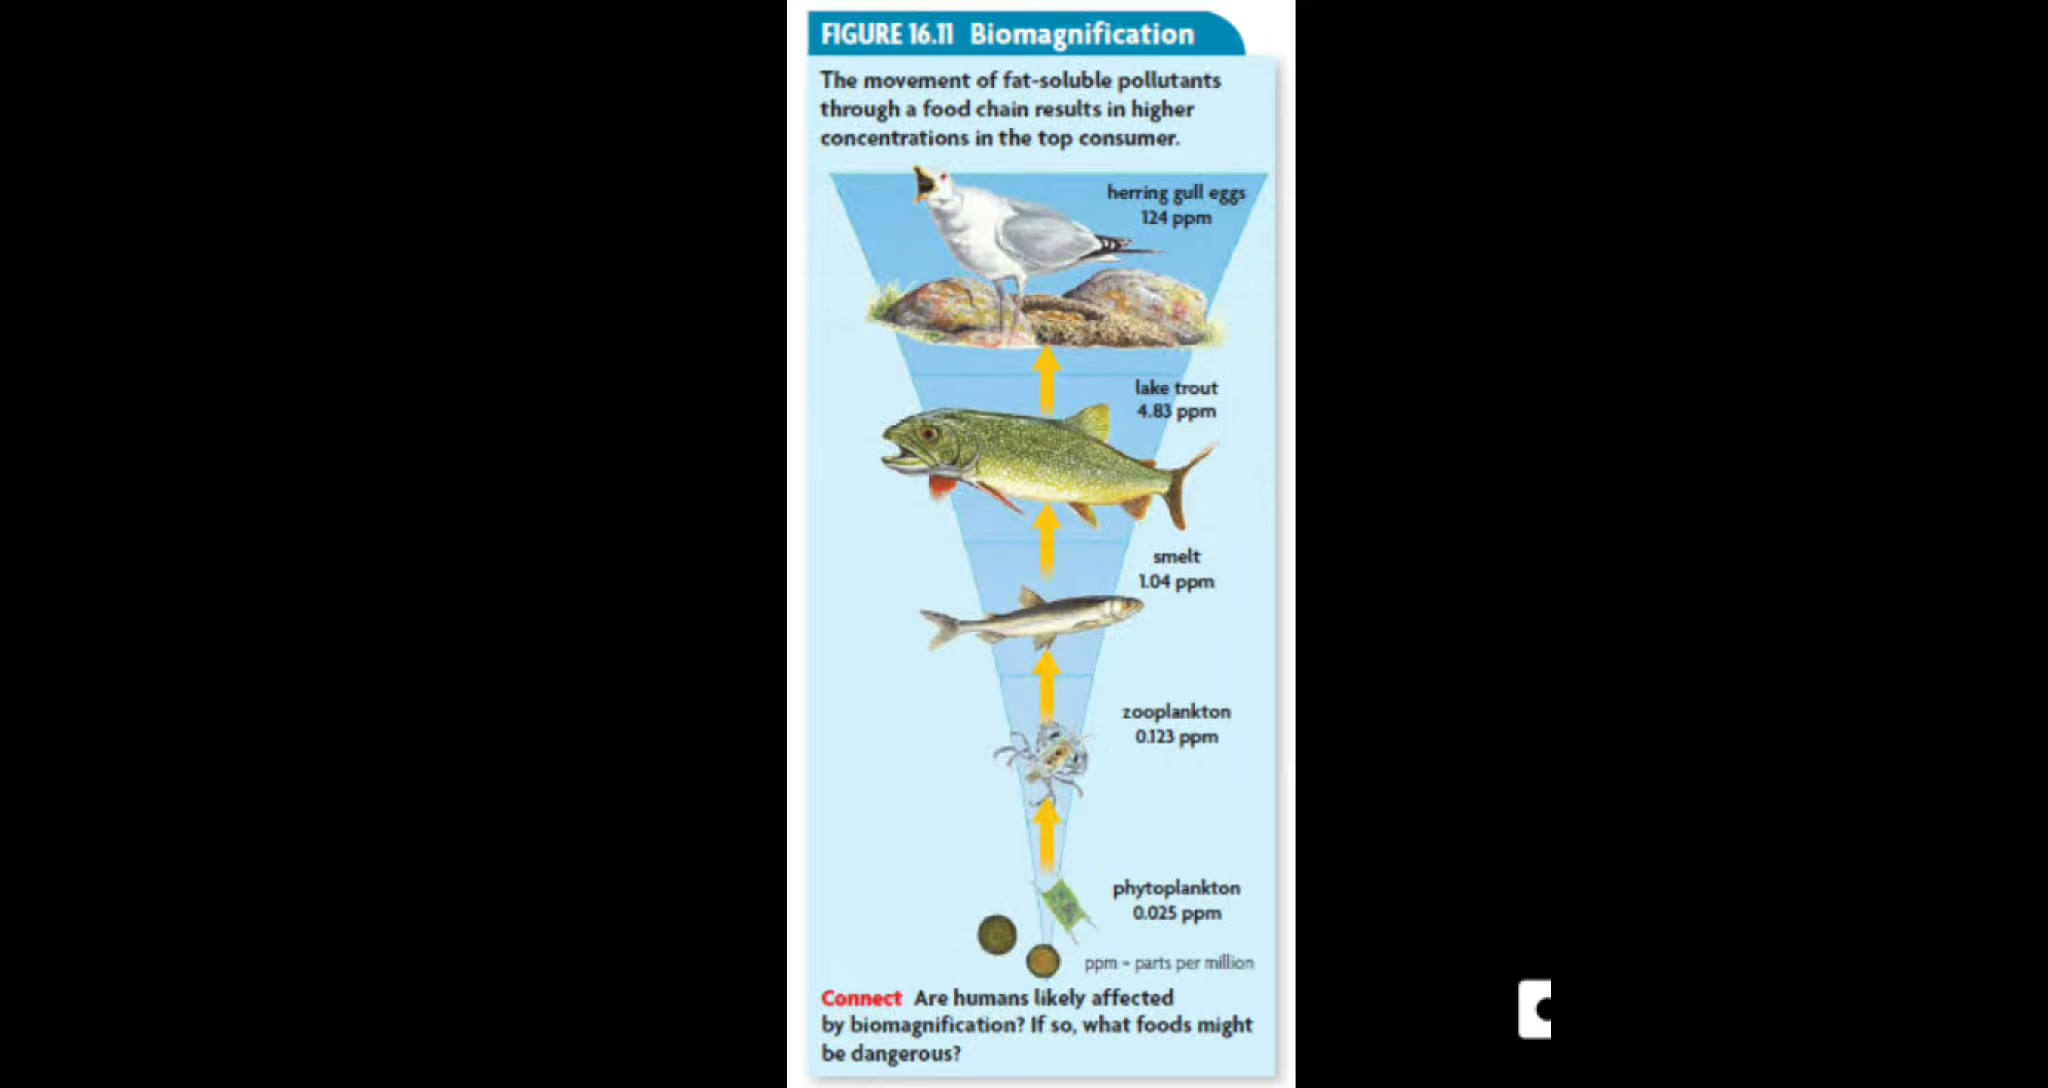 FIGURE 16.11 Biomagnification
The movement of fat-soluble pollutants
through a food chain results in higher
concentrations in the top consumer.
herring gull eggs
124 ppm
lake trout
4.83 ppm
smelt
1.04 ppm
zooplankton
0.123 ppm
phytoplankton
0.025 ppm
ppm = parts per million
Connect Are humans likely affected
by biomagnification? If so, what foods might
be dangerous?